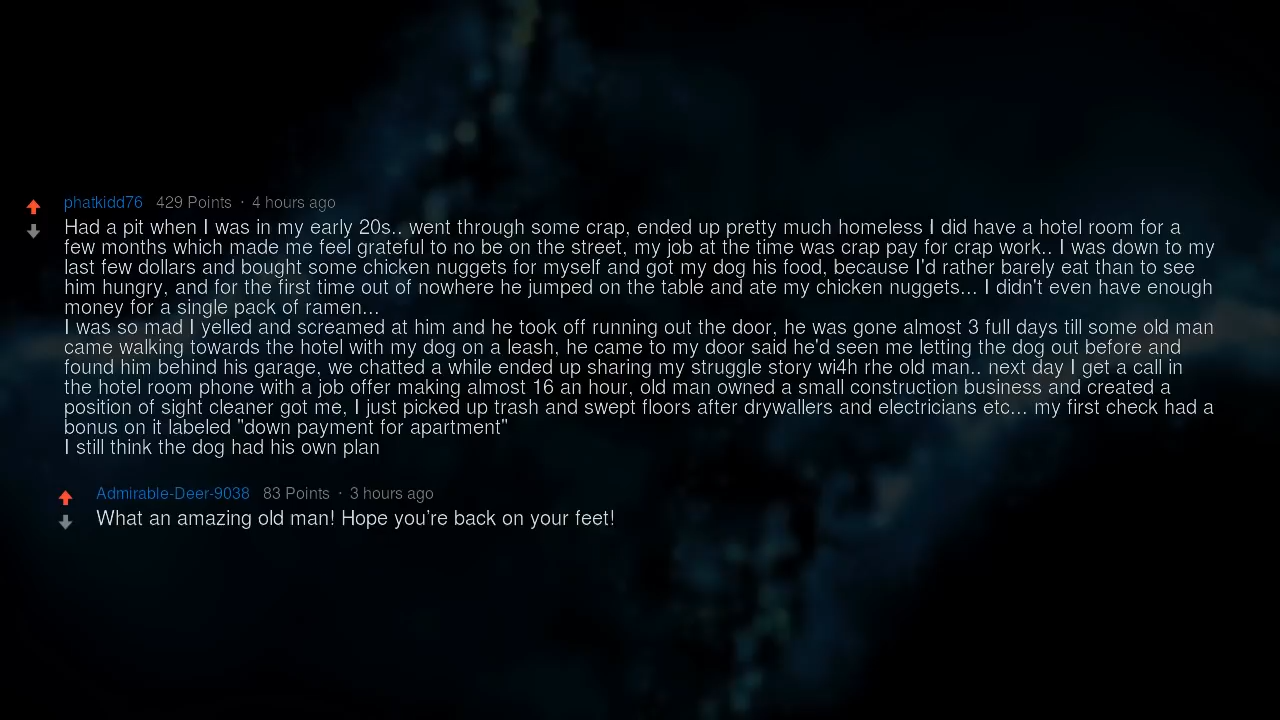 phatkidd76 429 Points · 4 hours ago
Had a pit when I was in my early 20s.. went through some crap, ended up pretty much homeless I did have a hotel room for a
few months which made me feel grateful to no be on the street, my job at the time was crap pay for crap work.. I was down to my
last few dollars and bought some chicken nuggets for myself and got my dog his food, because I'd rather barely eat than to see
him hungry, and for the first time out of nowhere he jumped on the table and ate my chicken nuggets... I didn't even have enough
money for a single pack of ramen...
I was so mad I yelled and screamed at him and he took off running out the door, he was gone almost 3 full days till some old man
came walking towards the hotel with my dog on a leash, he came to my door said he'd seen me letting the dog out before and
found him behind his garage, we chatted a while ended up sharing my struggle story wi4h rhe old man.. next day I get a call in
the hotel room phone with a job offer making almost 16 an hour, old man owned a small construction business and created a
position of sight cleaner got me, I just picked up trash and swept floors after drywallers and electricians etc... my first check had a
bonus on it labeled "down payment for apartment"
I still think the dog had his own plan
Admirable-Deer-9038 83 Points · 3 hours ago
What an amazing old man! Hope you're back on your feet!